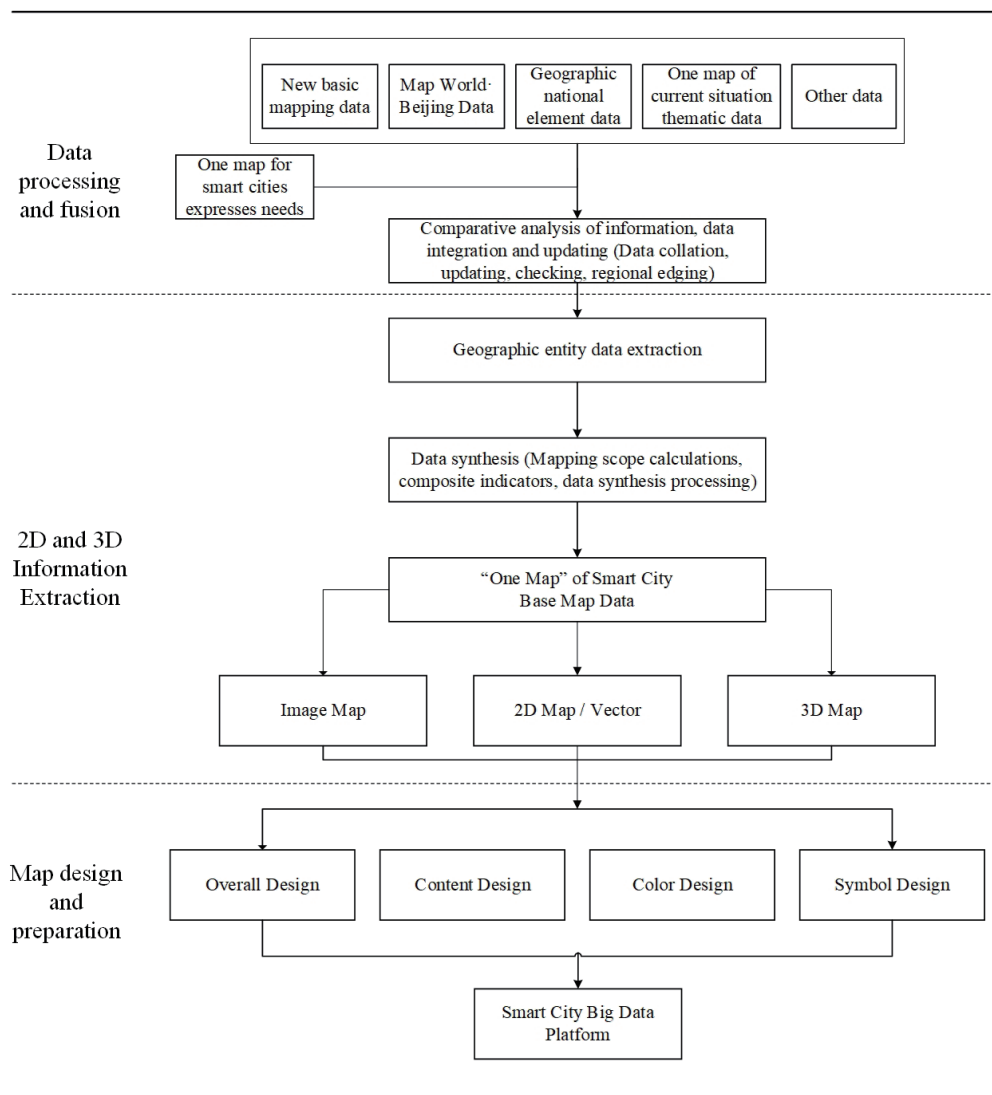 New basic
mapping data
Map World·
Beijing Data
Geographic
national
element data
One map of
current situation
thematic data
Other data
Data
processing
and fusion
One map for
smart cities
expresses needs
Comparative analysis of information, data
integration and updating (Data collation,
updating, checking, regional edging)
Geographic entity data extraction
Data synthesis (Mapping scope calculations,
composite indicators, data synthesis processing)
2D and 3D
Information
Extraction
“One Map” of Smart City
Base Map Data
Image Map
2D Map / Vector
3D Map
Map design
and
preparation
Overall Design
Content Design
Color Design
Symbol Design
Smart City Big Data
Platform